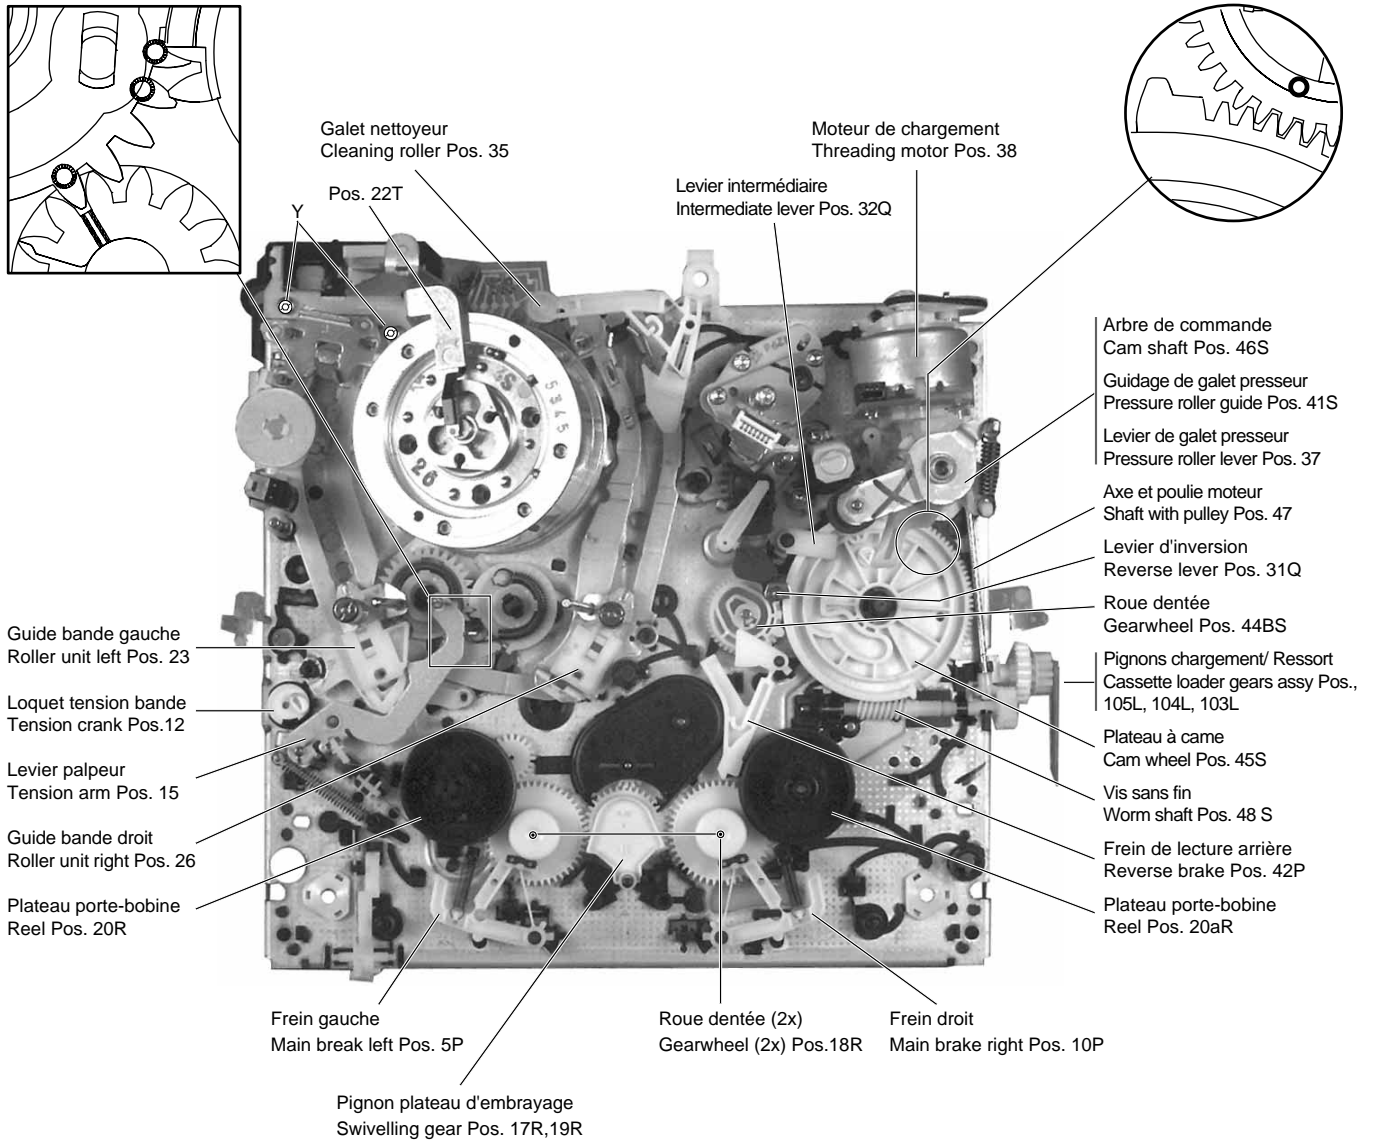 Galet nettoyeur
Cleaning roller Pos. 35
Moteur de chargement
Threading motor Pos. 38
Pos. 22T
Levier intermédiaire
Intermediate lever Pos. 32Q
Y
Arbre de commande
Cam shaft Pos. 46S
Guidage de galet presseur
Pressure roller guide Pos. 41S
Levier de galet presseur
Pressure roller lever Pos. 37
Axe et poulie moteur
Shaft with pulley Pos. 47
Levier d'inversion
Reverse lever Pos. 31Q
Roue dentée
Gearwheel Pos. 44BS
Pignons chargement/ Ressort
Cassette loader gears assy Pos.,
105L, 104L, 103L
Plateau à came
Cam wheel Pos. 45S
Vis sans fin
Worm shaft Pos. 48 S
Frein de lecture arrière
Reverse brake Pos. 42P
Plateau porte-bobine
Reel Pos. 20aR
Guide bande gauche
Roller unit left Pos. 23
Loquet tension bande
Tension crank Pos.12
Levier palpeur
Tension arm Pos. 15
Guide bande droit
Roller unit right Pos. 26
Plateau porte-bobine
Reel Pos. 20R
Frein gauche
Main break left Pos. 5P
Roue dentée (2x)
Gearwheel (2x) Pos.18R
Frein droit
Main brake right Pos. 10P
Pignon plateau d'embrayage
Swivelling gear Pos. 17R,19R